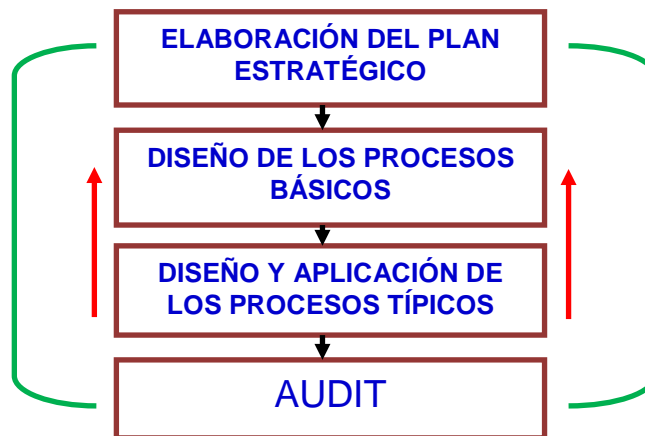 ELABORACIÓN DEL PLAN
ESTRATÉGICO
DISEÑO DE LOS PROCESOS
BÁSICOS
DISEÑO Y APLICACIÓN DE
LOS PROCESOS TÍPICOS
AUDIT